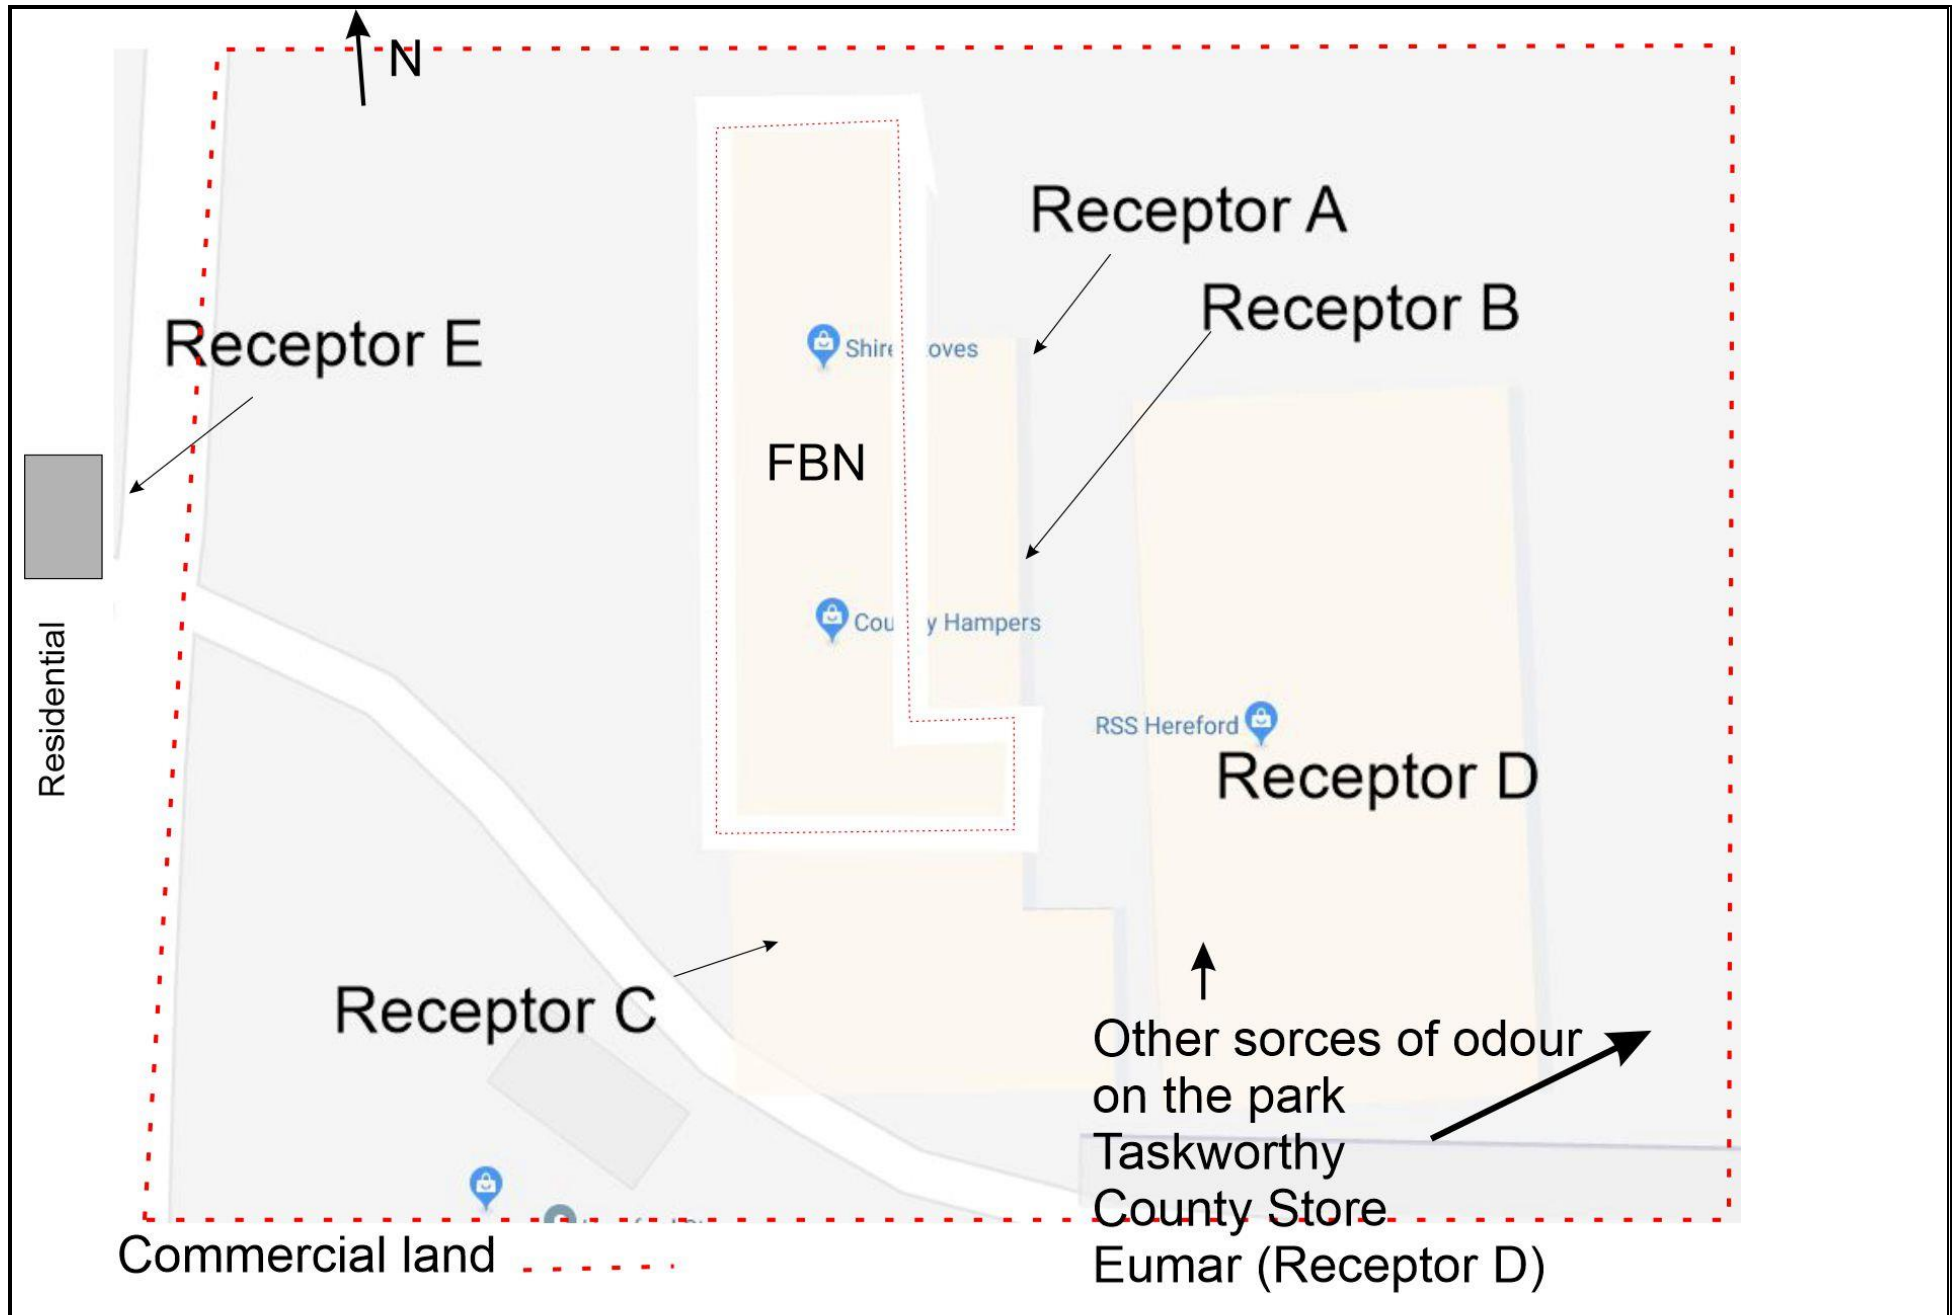 N
Receptor A
Receptor B
Receptor E
Shire oves
FBN
Cou y Hampers
Residential
RSS Hereford
Receptor D
Receptor C
Other sorces of odour
on the park
Taskworthy
County Store
Eumar (Receptor D)
Commercial land